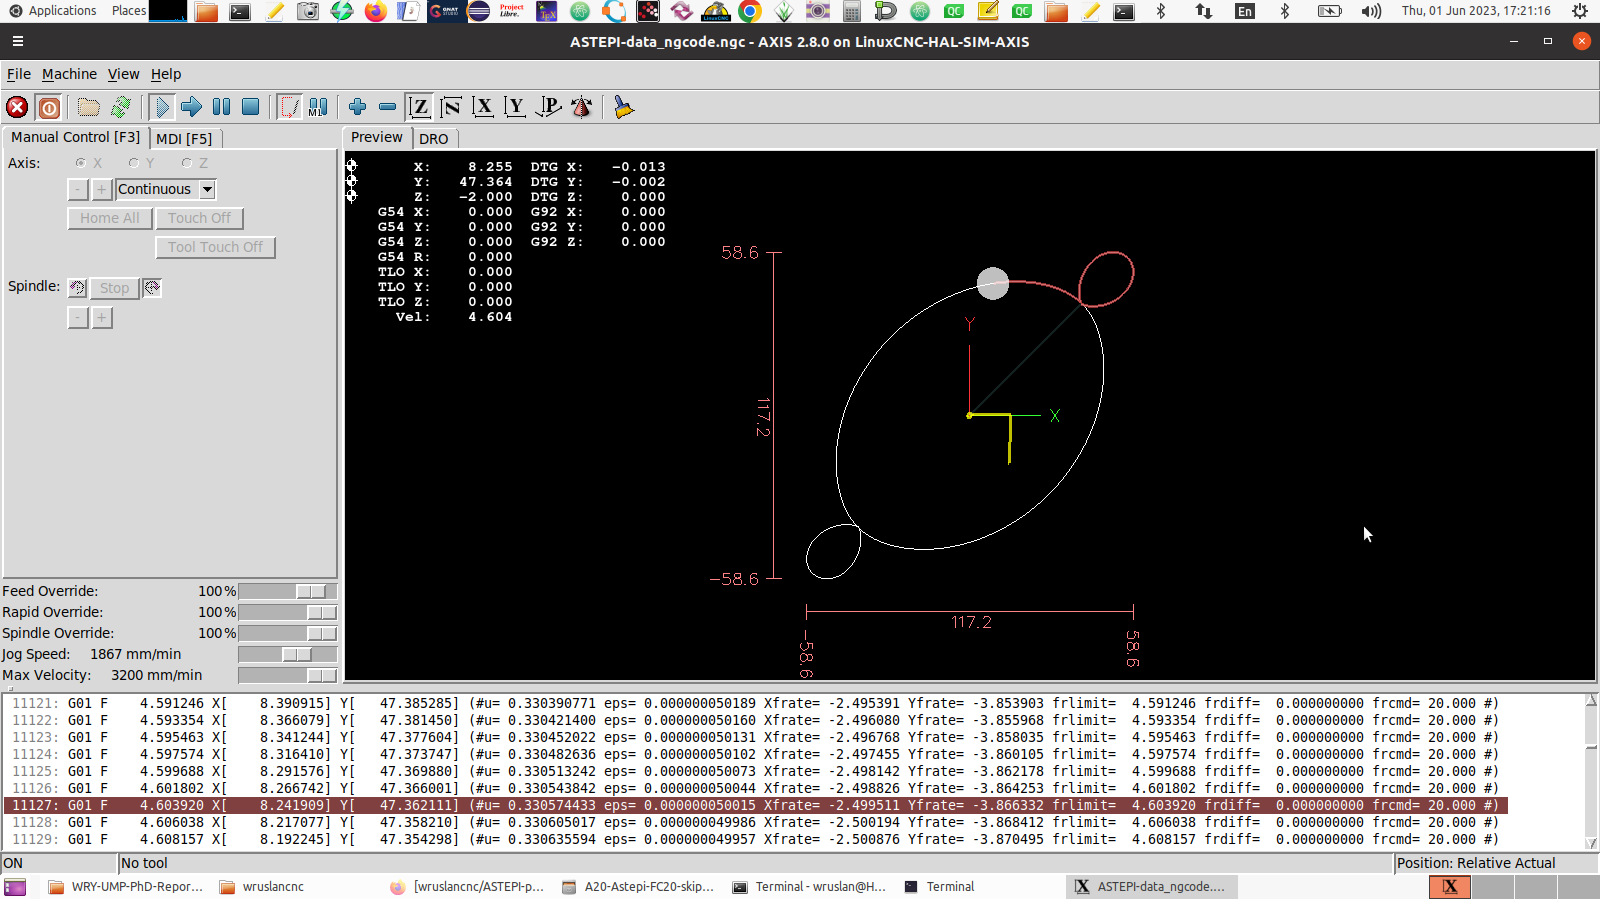 Applications Places En Thu, 01 Jun 2023, 17:21:16
ASTEPI-data_ngcode.ngc - AXIS 2.8.0 on LinuxCNC-HAL-SIM-AXIS
File Machine View Help
Manual Control [F3] MDI [F5] Preview DRO
Axis: X Y Z
- + Continuous
Home All Touch Off
Tool Touch Off
Spindle: Stop
- +
X: 8.255 DTG X: -0.013
Y: 47.364 DTG Y: -0.002
Z: -2.000 DTG Z: 0.000
G54 X: 0.000 G92 X: 0.000
G54 Y: 0.000 G92 Y: 0.000
G54 Z: 0.000 G92 Z: 0.000
G54 R: 0.000
TLO X: 0.000
TLO Y: 0.000
TLO Z: 0.000
Vel: 4.604
58.6
117.2
-58.6
Y
X
117.2
-58.6 58.6
Feed Override: 100%
Rapid Override: 100%
Spindle Override: 100%
Jog Speed: 1867 mm/min
Max Velocity: 3200 mm/min
11121: G01 F 4.591246 X[ 8.390915] Y[ 47.385285] (#u= 0.330390771 eps= 0.000000050189 Xfrate= -2.495391 Yfrate= -3.853903 frlimit= 4.591246 frdiff= 0.000000000 frcmd= 20.000 #)
11122: G01 F 4.593354 X[ 8.366079] Y[ 47.381450] (#u= 0.330421400 eps= 0.000000050160 Xfrate= -2.496080 Yfrate= -3.855968 frlimit= 4.593354 frdiff= 0.000000000 frcmd= 20.000 #)
11123: G01 F 4.595463 X[ 8.341244] Y[ 47.377604] (#u= 0.330452022 eps= 0.000000050131 Xfrate= -2.496768 Yfrate= -3.858035 frlimit= 4.595463 frdiff= 0.000000000 frcmd= 20.000 #)
11124: G01 F 4.597574 X[ 8.316410] Y[ 47.373747] (#u= 0.330482636 eps= 0.000000050102 Xfrate= -2.497455 Yfrate= -3.860105 frlimit= 4.597574 frdiff= 0.000000000 frcmd= 20.000 #)
11125: G01 F 4.599688 X[ 8.291576] Y[ 47.369880] (#u= 0.330513242 eps= 0.000000050073 Xfrate= -2.498142 Yfrate= -3.862178 frlimit= 4.599688 frdiff= 0.000000000 frcmd= 20.000 #)
11126: G01 F 4.601802 X[ 8.266742] Y[ 47.366001] (#u= 0.330543842 eps= 0.000000050044 Xfrate= -2.498826 Yfrate= -3.864253 frlimit= 4.601802 frdiff= 0.000000000 frcmd= 20.000 #)
11127: G01 F 4.603920 X[ 8.241909] Y[ 47.362111] (#u= 0.330574433 eps= 0.000000050015 Xfrate= -2.499511 Yfrate= -3.866332 frlimit= 4.603920 frdiff= 0.000000000 frcmd= 20.000 #)
11128: G01 F 4.606038 X[ 8.217077] Y[ 47.358210] (#u= 0.330605017 eps= 0.000000049986 Xfrate= -2.500194 Yfrate= -3.868412 frlimit= 4.606038 frdiff= 0.000000000 frcmd= 20.000 #)
11129: G01 F 4.608157 X[ 8.192245] Y[ 47.354298] (#u= 0.330635594 eps= 0.000000049957 Xfrate= -2.500876 Yfrate= -3.870495 frlimit= 4.608157 frdiff= 0.000000000 frcmd= 20.000 #)
ON No tool Position: Relative Actual
WRY-UMP-PhD-Repor... wruslancnc [wruslancnc/ASTEPI-p... A20-Astepi-FC20-skip... Terminal - wruslan@H... Terminal ASTEPI-data_ngcode....